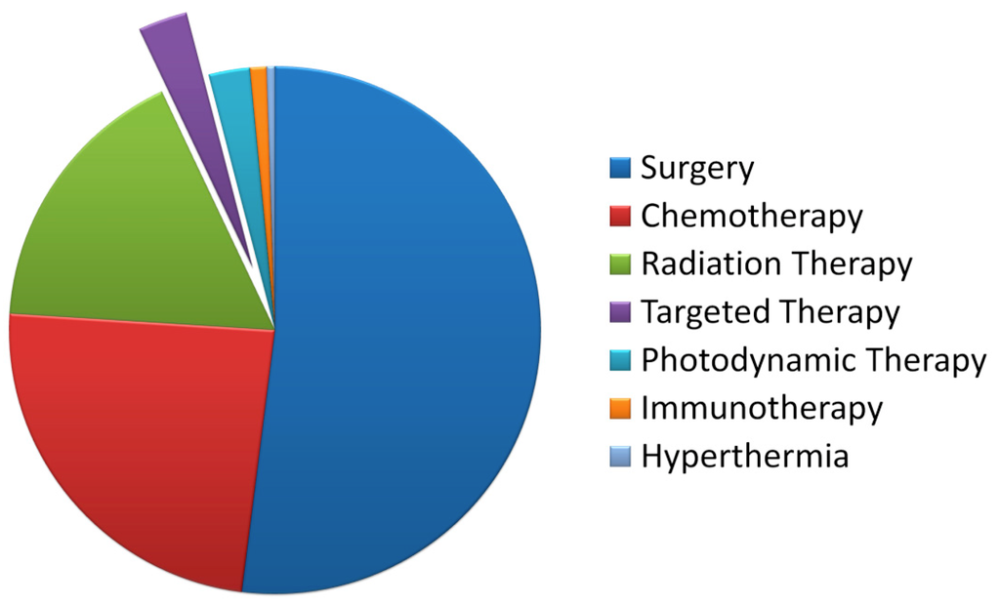 Surgery
Chemotherapy
Radiation Therapy
Targeted Therapy
Photodynamic Therapy
Immunotherapy
Hyperthermia